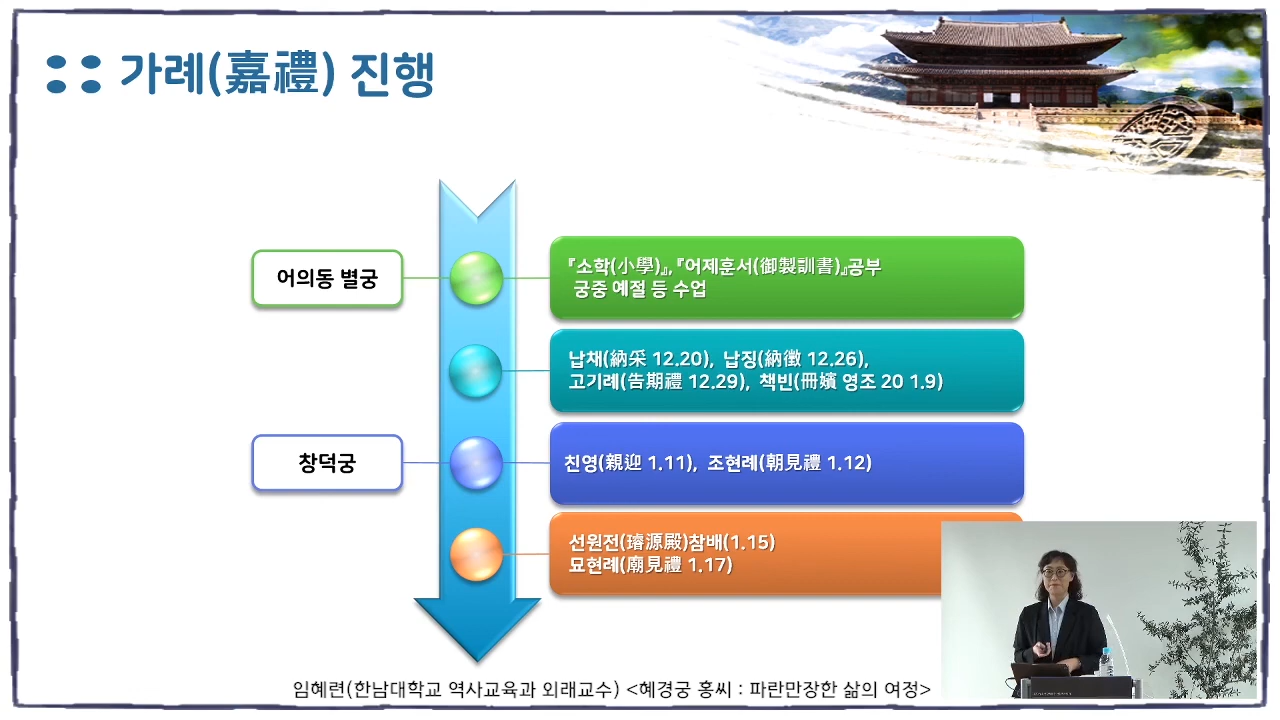 가례(嘉禮) 진행
어의동 별궁
『소학(小學)』, 『어제훈서(御製訓書)』공부
궁중 예절 등 수업
납채(納采 12.20), 납징(納徵 12.26),
고기례(告期禮 12.29), 책빈(冊嬪 영조 20 1.9)
창덕궁
친영(親迎 1.11), 조현례(朝見禮 1.12)
선원전(璿源殿)참배(1.15)
묘현례(廟見禮 1.17)
임혜련(한남대학교 역사교육과 외래교수) <혜경궁 홍씨 : 파란만장한 삶의 여정>